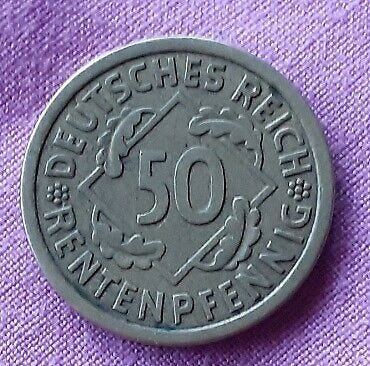 DEUTSCHES REICH
50
RENTENPFENNIG